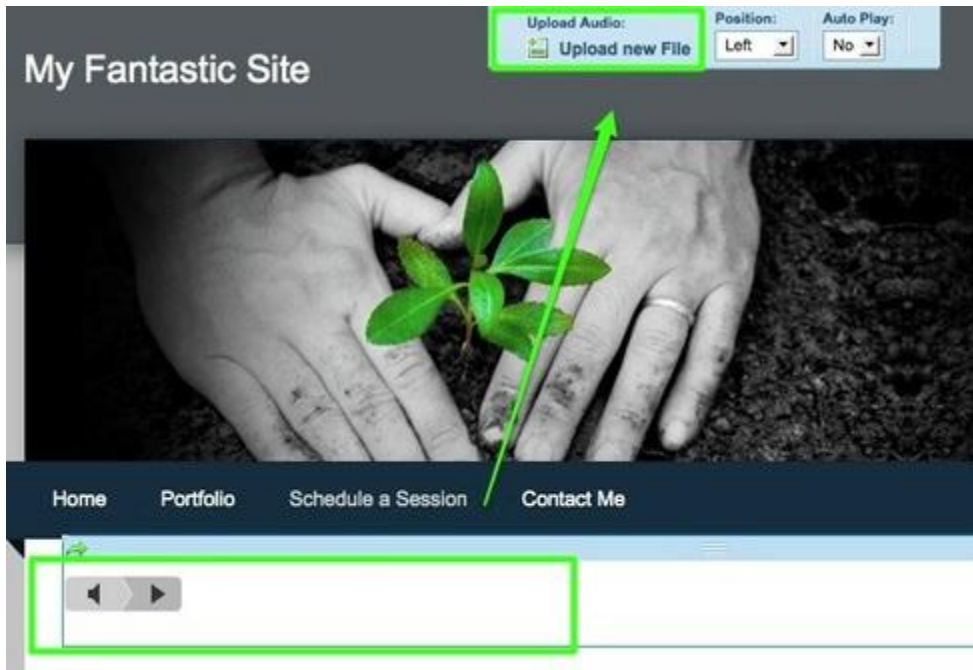 Upload Audio:
Upload new File
Position:
Left
Auto Play:
No
My Fantastic Site
Home Portfolio Schedule a Session Contact Me